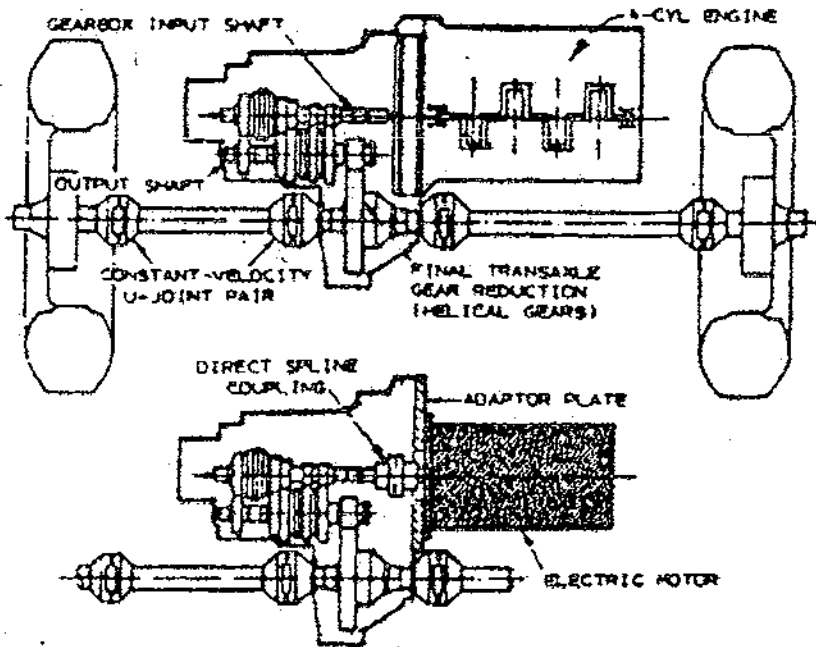 GEARBOX INPUT SHAFT
4-CYL ENGINE
OUTPUT SHAFT
CONSTANT-VELOCITY
U-JOINT PAIR
FINAL TRANSAXLE
GEAR REDUCTION
(HELICAL GEARS)
DIRECT SPLINE
COUPLING
ADAPTOR PLATE
ELECTRIC MOTOR